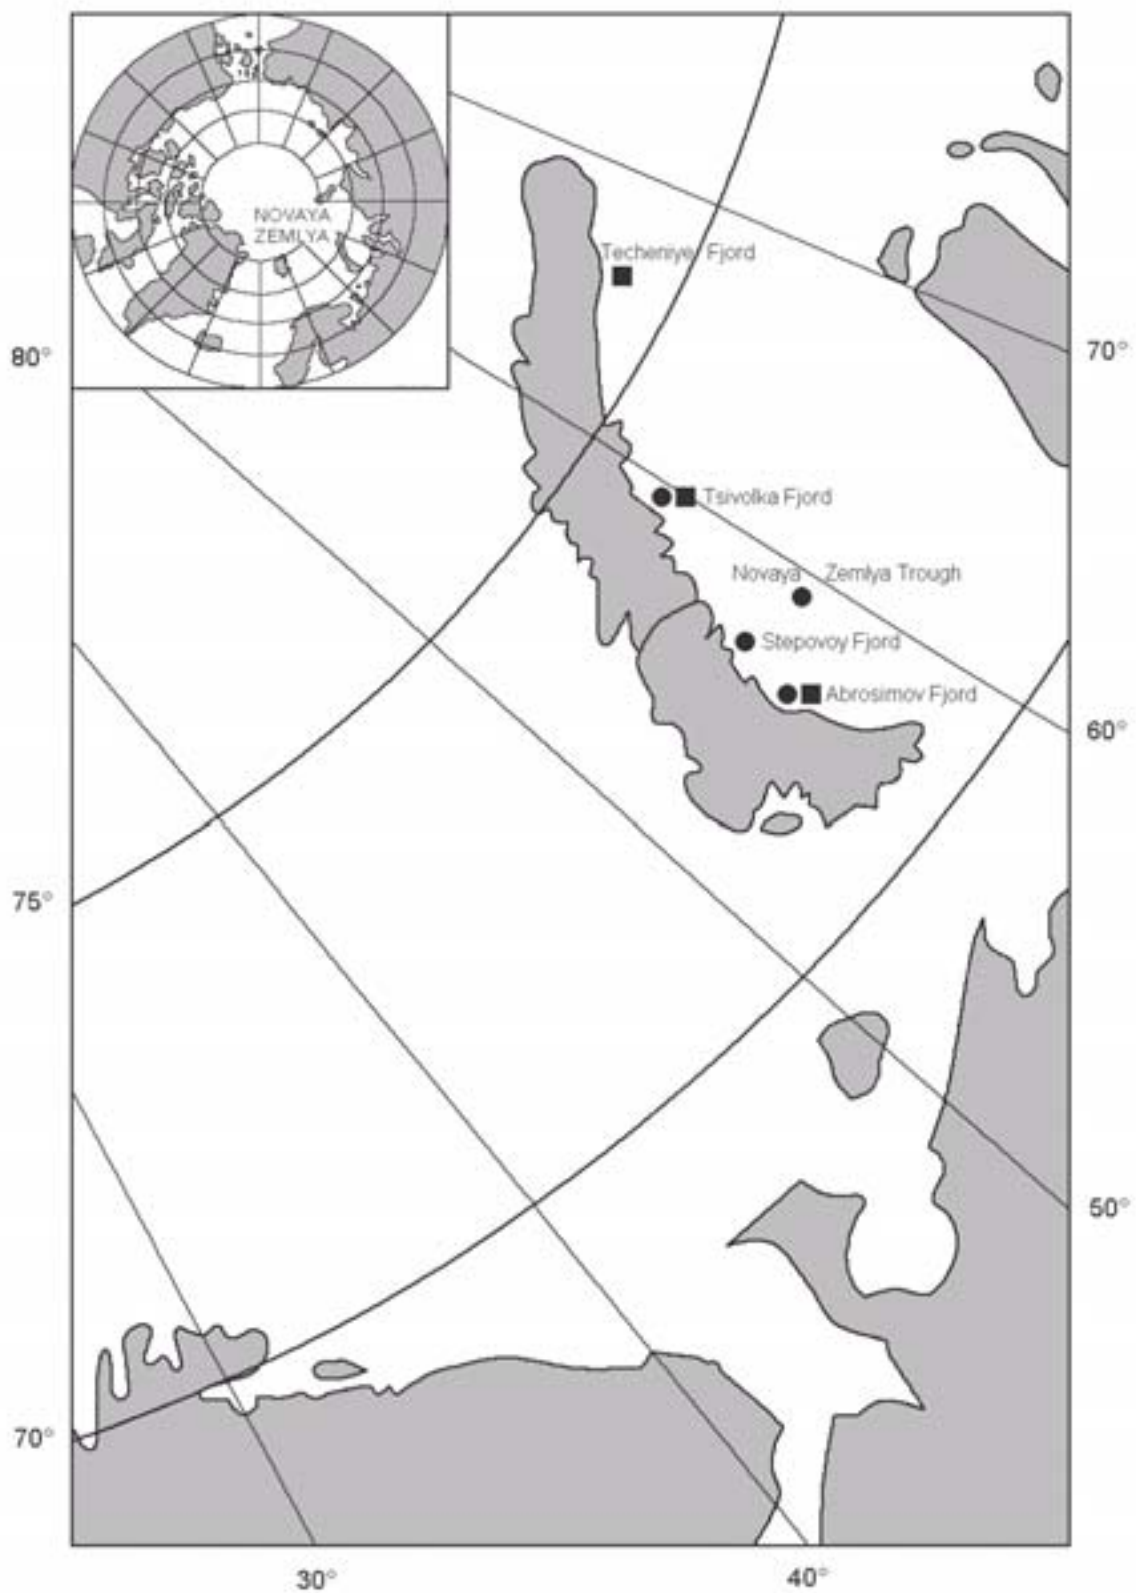 NOVAYA
ZEMLYA
Techeniye Fjord
80°
70°
Tsivolka Fjord
Novaya Zemlya Trough
Stepovoy Fjord
Abrosimov Fjord
60°
75°
50°
70°
30°
40°